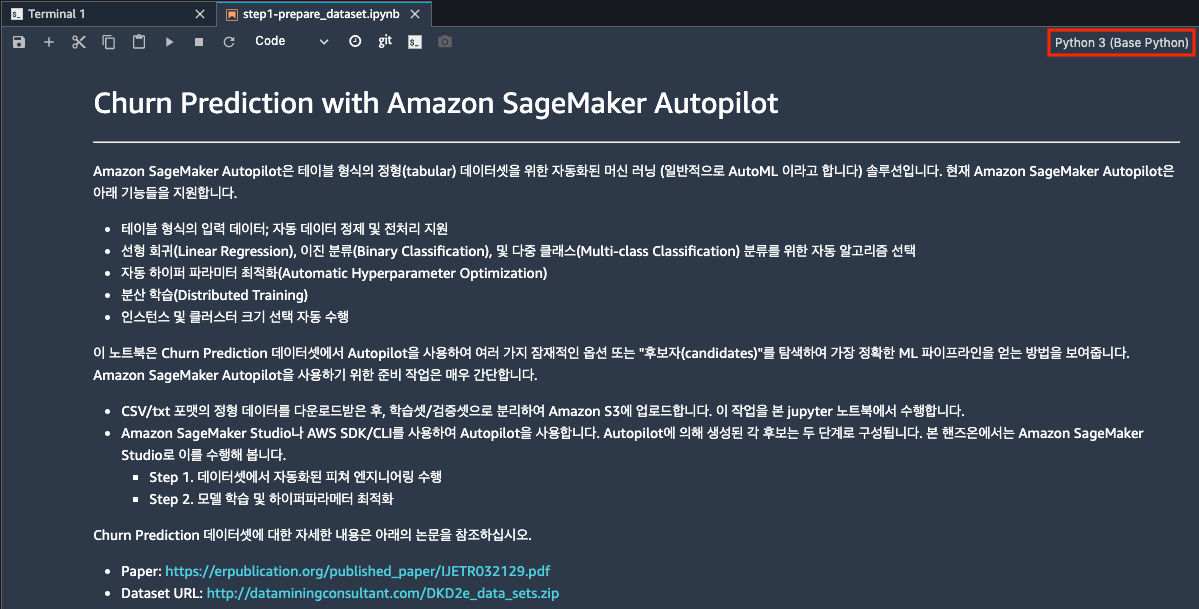 Terminal 1
step1-prepare_dataset.ipynb
Code
git
Python 3 (Base Python)
Churn Prediction with Amazon SageMaker Autopilot
Amazon SageMaker Autopilot은 테이블 형식의 정형(tabular) 데이터셋을 위한 자동화된 머신 러닝 (일반적으로 AutoML 이라고 합니다) 솔루션입니다. 현재 Amazon SageMaker Autopilot은
아래 기능들을 지원합니다.
테이블 형식의 입력 데이터; 자동 데이터 정제 및 전처리 지원
선형 회귀(Linear Regression), 이진 분류(Binary Classification), 및 다중 클래스(Multi-class Classification) 분류를 위한 자동 알고리즘 선택
자동 하이퍼 파라미터 최적화(Automatic Hyperparameter Optimization)
분산 학습(Distributed Training)
인스턴스 및 클러스터 크기 선택 자동 수행
이 노트북은 Churn Prediction 데이터셋에서 Autopilot을 사용하여 여러 가지 잠재적인 옵션 또는 "후보자(candidates)"를 탐색하여 가장 정확한 ML 파이프라인을 얻는 방법을 보여줍니다.
Amazon SageMaker Autopilot을 사용하기 위한 준비 작업은 매우 간단합니다.
CSV/txt 포맷의 정형 데이터를 다운로드받은 후, 학습셋/검증셋으로 분리하여 Amazon S3에 업로드합니다. 이 작업을 본 jupyter 노트북에서 수행합니다.
Amazon SageMaker Studio나 AWS SDK/CLI를 사용하여 Autopilot을 사용합니다. Autopilot에 의해 생성된 각 후보는 두 단계로 구성됩니다. 본 핸즈온에서는 Amazon SageMaker
Studio로 이를 수행해 봅니다.
Step 1. 데이터셋에서 자동화된 피쳐 엔지니어링 수행
Step 2. 모델 학습 및 하이퍼파라메터 최적화
Churn Prediction 데이터셋에 대한 자세한 내용은 아래의 논문을 참조하십시오.
Paper: https://erpublication.org/published_paper/IJETR032129.pdf
Dataset URL: http://dataminingconsultant.com/DKD2e_data_sets.zip